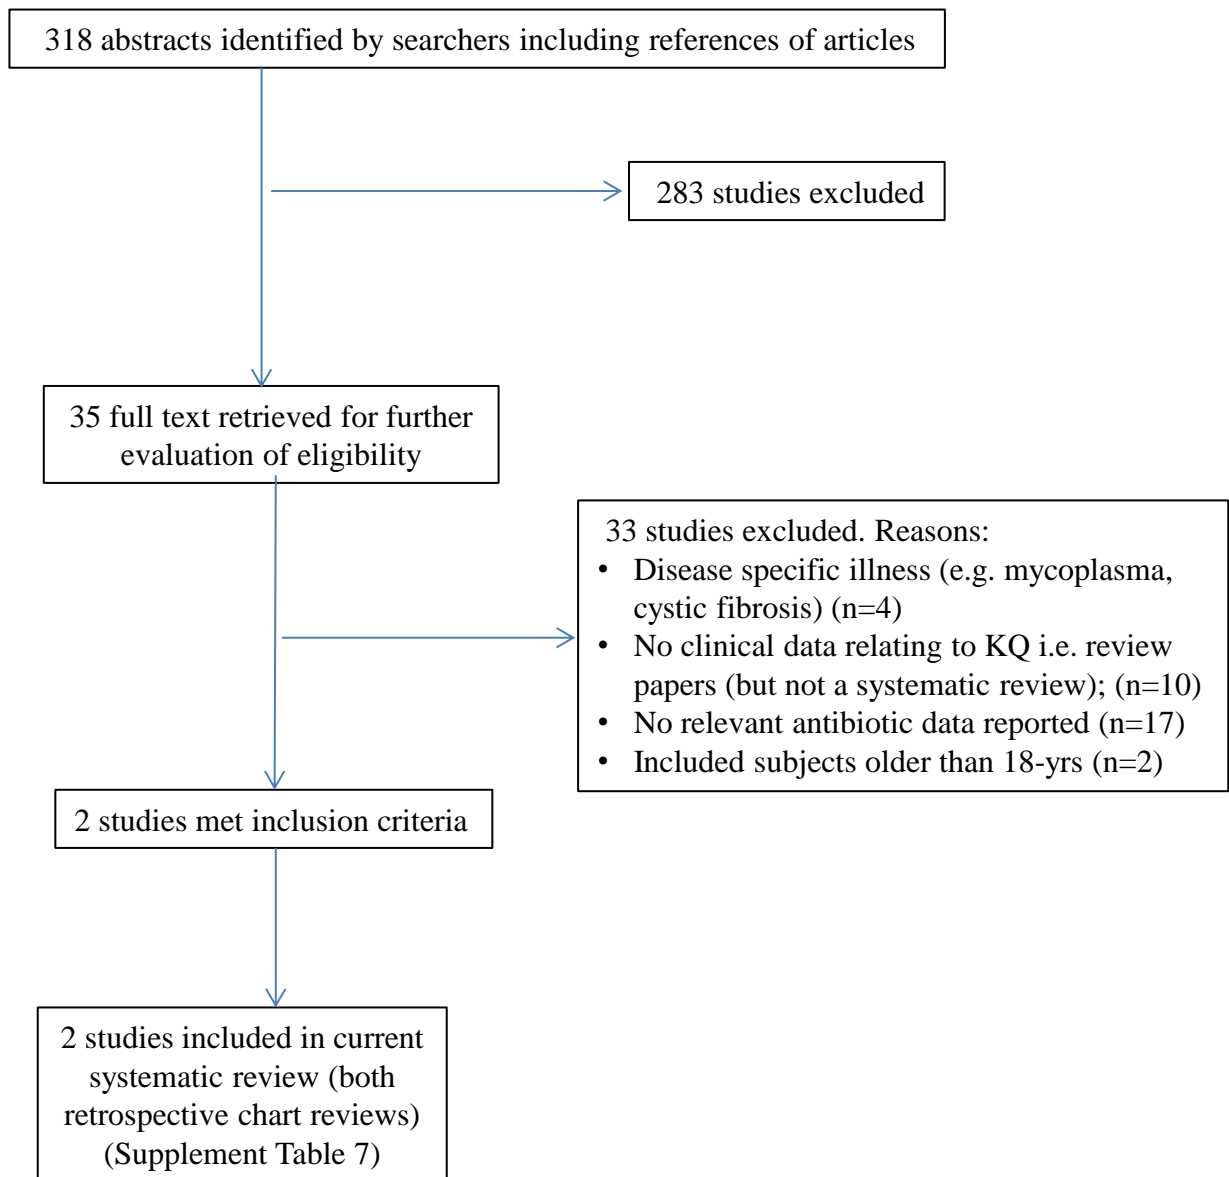 318 abstracts identified by searchers including references of articles
283 studies excluded
35 full text retrieved for further
evaluation of eligibility
33 studies excluded. Reasons:
• Disease specific illness (e.g. mycoplasma,
cystic fibrosis) (n=4)
• No clinical data relating to KQ i.e. review
papers (but not a systematic review); (n=10)
• No relevant antibiotic data reported (n=17)
• Included subjects older than 18-yrs (n=2)
2 studies met inclusion criteria
2 studies included in current
systematic review (both
retrospective chart reviews)
(Supplement Table 7)